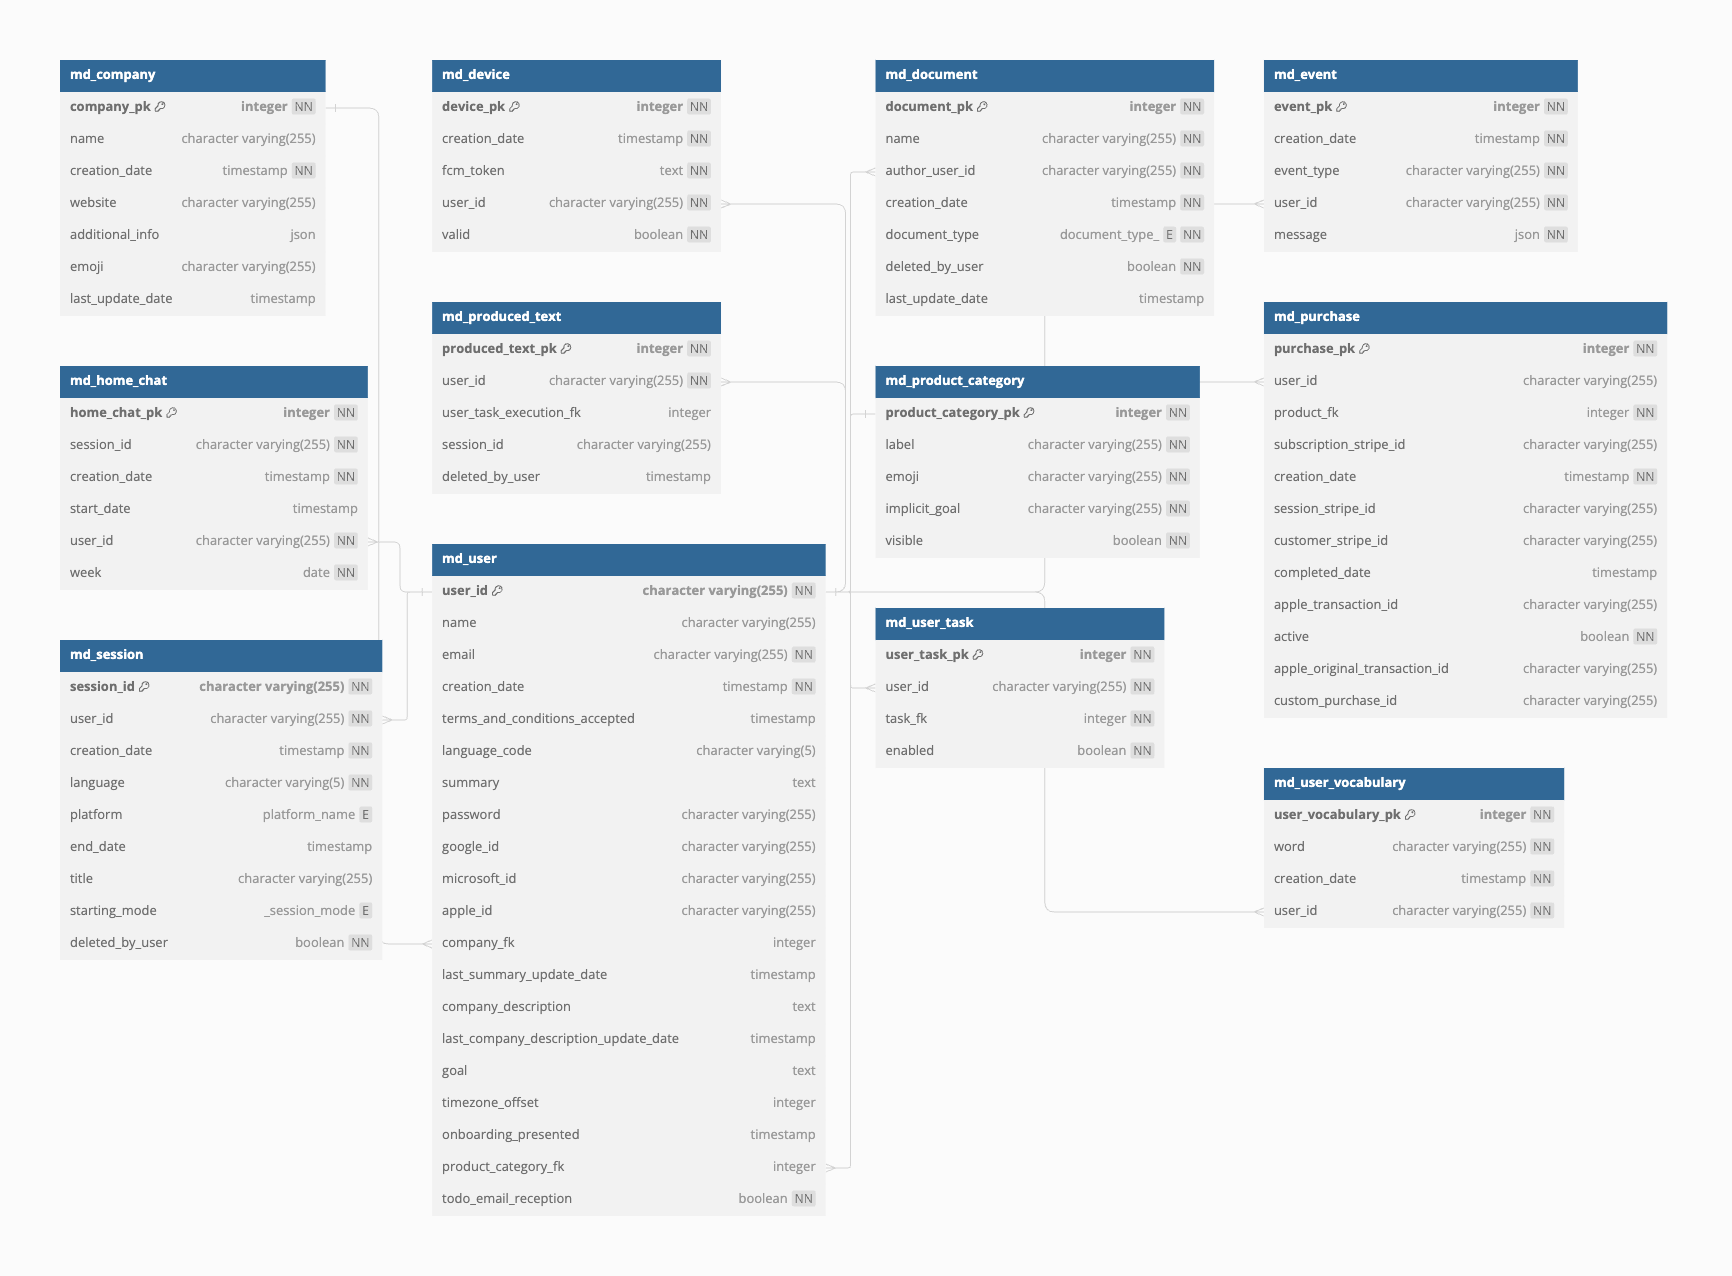 md_company
company_pk integer NN
name character varying(255)
creation_date timestamp NN
website character varying(255)
additional_info json
emoji character varying(255)
last_update_date timestamp
md_home_chat
home_chat_pk integer NN
session_id character varying(255) NN
creation_date timestamp NN
start_date timestamp
user_id character varying(255) NN
week date NN
md_session
session_id character varying(255) NN
user_id character varying(255) NN
creation_date timestamp NN
language character varying(5) NN
platform platform_name E
end_date timestamp
title character varying(255)
starting_mode _session_mode E
deleted_by_user boolean NN
md_device
device_pk integer NN
creation_date timestamp NN
fcm_token text NN
user_id character varying(255) NN
valid boolean NN
md_produced_text
produced_text_pk integer NN
user_id character varying(255) NN
user_task_execution_fk integer
session_id character varying(255)
deleted_by_user timestamp
md_user
user_id character varying(255) NN
name character varying(255)
email character varying(255) NN
creation_date timestamp NN
terms_and_conditions_accepted timestamp
language_code character varying(5)
summary text
password character varying(255)
google_id character varying(255)
microsoft_id character varying(255)
apple_id character varying(255)
company_fk integer
last_summary_update_date timestamp
company_description text
last_company_description_update_date timestamp
goal text
timezone_offset integer
onboarding_presented timestamp
product_category_fk integer
todo_email_reception boolean NN
md_document
document_pk integer NN
name character varying(255) NN
author_user_id character varying(255) NN
creation_date timestamp NN
document_type document_type_ E NN
deleted_by_user boolean NN
last_update_date timestamp
md_product_category
product_category_pk integer NN
label character varying(255) NN
emoji character varying(255) NN
implicit_goal character varying(255) NN
visible boolean NN
md_user_task
user_task_pk integer NN
user_id character varying(255) NN
task_fk integer NN
enabled boolean NN
md_event
event_pk integer NN
creation_date timestamp NN
event_type character varying(255) NN
user_id character varying(255) NN
message json NN
md_purchase
purchase_pk integer NN
user_id character varying(255)
product_fk integer NN
subscription_stripe_id character varying(255)
creation_date timestamp NN
session_stripe_id character varying(255)
customer_stripe_id character varying(255)
completed_date timestamp
apple_transaction_id character varying(255)
active boolean NN
apple_original_transaction_id character varying(255)
custom_purchase_id character varying(255)
md_user_vocabulary
user_vocabulary_pk integer NN
word character varying(255) NN
creation_date timestamp NN
user_id character varying(255) NN